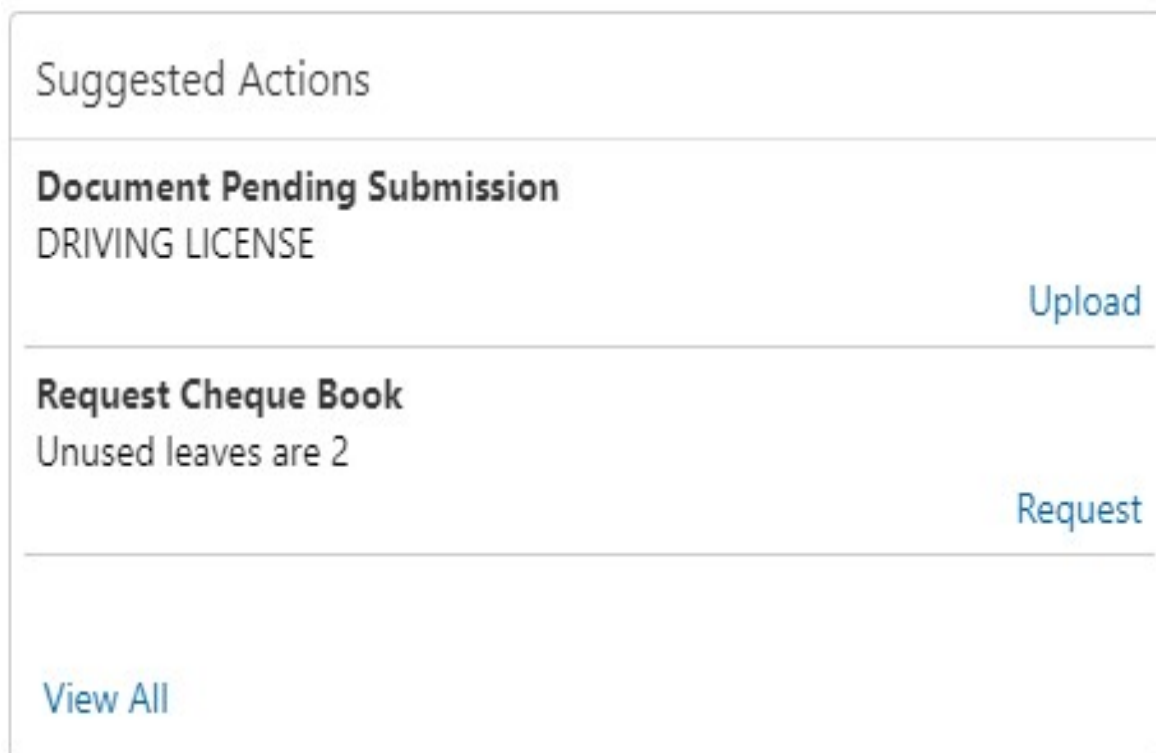 Suggested Actions
Document Pending Submission
DRIVING LICENSE
Upload
Request Cheque Book
Unused leaves are 2
Request
View All